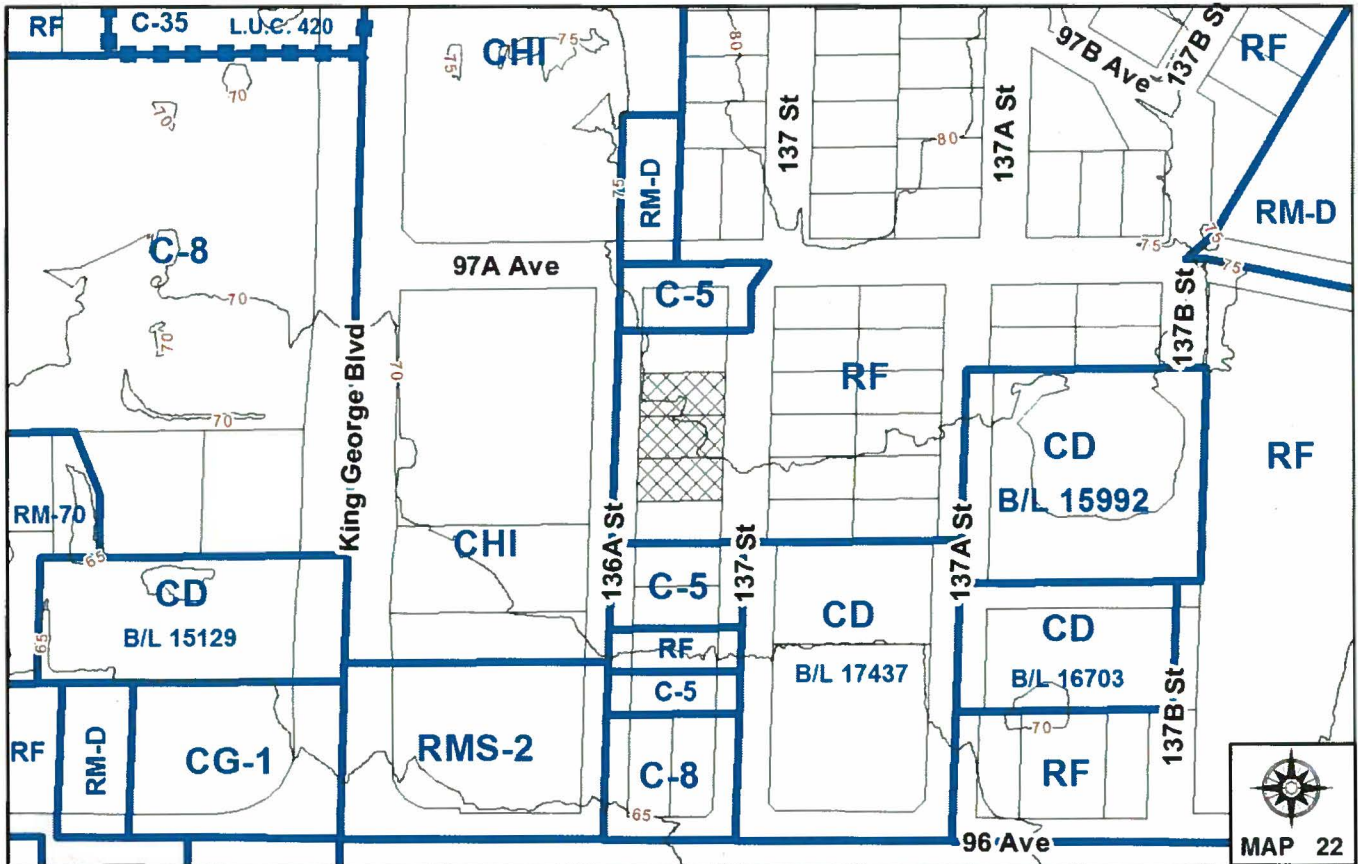 RF
C-35
L.U.C. 420
CHI
75
75
80
97B Ave
137B St
RF
70
70
137 St
137A St
80
75
RM-D
RM-D
C-8
97A Ave
75
75
75
C-5
137B St
70
70
King George Blvd
70
70
RF
CD
B/L 15992
RF
RM-70
65
CHI
136A St
137 St
137A St
C-5
CD
B/L 15129
65
CD
B/L 17437
CD
B/L 16703
RF
C-5
137B St
RF
RM-D
CG-1
RMS-2
C-8
65
70
RF
96 Ave
MAP 22